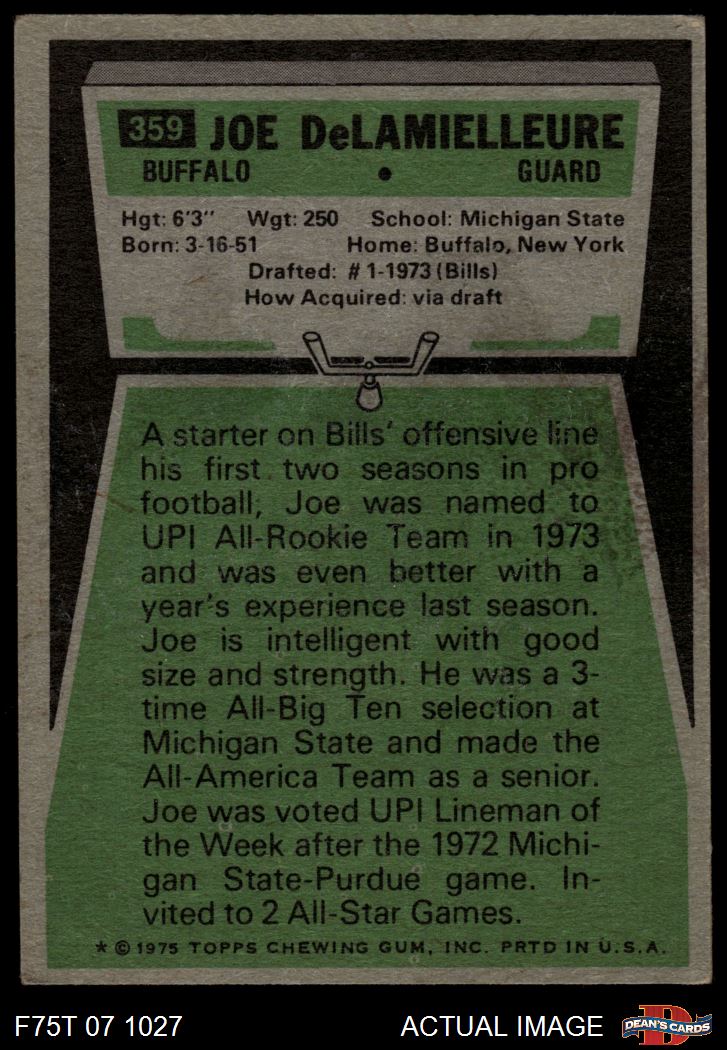 359 JOE DeLAMIELLEURE
BUFFALO • GUARD
Hgt: 6'3" Wgt: 250 School: Michigan State
Born: 3-16-51 Home: Buffalo, New York
Drafted: #1-1973 (Bills)
How Acquired: via draft
A starter on Bills' offensive line
his first two seasons in pro
football, Joe was named to
UPI All-Rookie Team in 1973
and was even better with a
year's experience last season.
Joe is intelligent with good
size and strength. He was a 3-
time All-Big Ten selection at
Michigan State and made the
All-America Team as a senior.
Joe was voted UPI Lineman of
the Week after the 1972 Michi-
gan State-Purdue game. In-
vited to 2 All-Star Games.
* © 1975 TOPPS CHEWING GUM, INC. PRTD IN U.S.A.
F75T 07 1027 ACTUAL IMAGE D DEAN'S CARDS